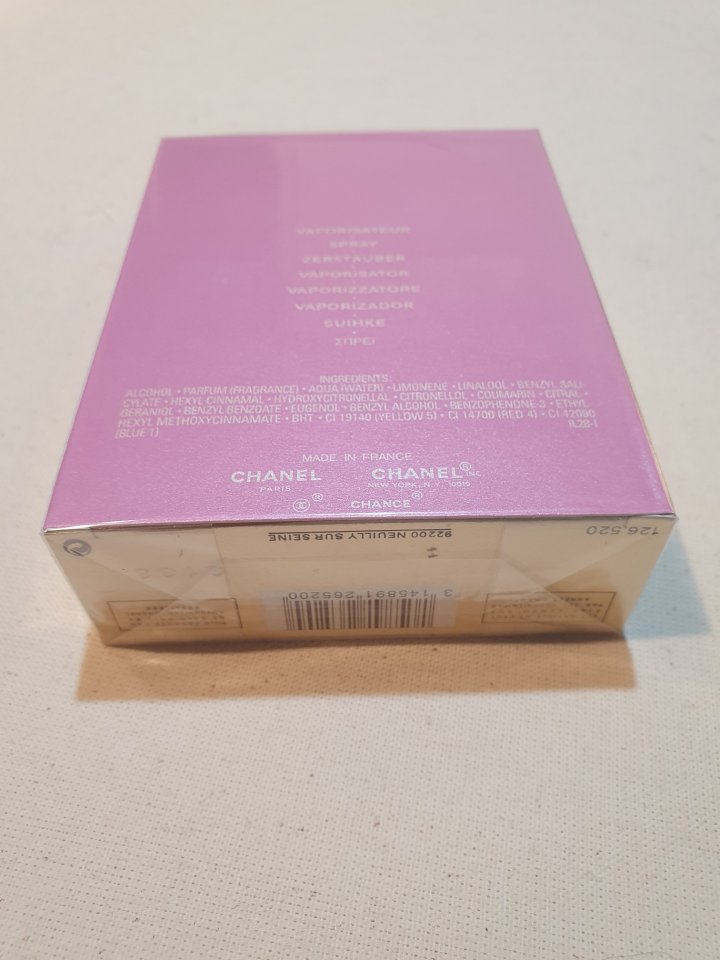 VAPORISATEUR
SPRAY
ZERSTÄUBER
VAPORISATOR
VAPORIZZATORE
VAPORIZADOR
SUIHKE
ΣΠΡΕΪ
INGREDIENTS:
ALCOHOL • PARFUM (FRAGRANCE) • AQUA (WATER) • LIMONENE • LINALOOL • BENZYL SALI-
CYLATE • HEXYL CINNAMAL • HYDROXYCITRONELLAL • CITRONELLOL • COUMARIN • CITRAL •
GERANIOL • BENZYL BENZOATE • EUGENOL • BENZYL ALCOHOL • BENZOPHENONE-3 • ETHYL
HEXYL METHOXYCINNAMATE • BHT • CI 19140 (YELLOW 5) • CI 14700 (RED 4) • CI 42090
(BLUE 1) IL28-1
MADE IN FRANCE
CHANEL CHANEL® INC
PARIS NEW YORK, N.Y. 10019
® CHANCE®
92200 NEUILLY SUR SEINE
126.520
3 145891 265200